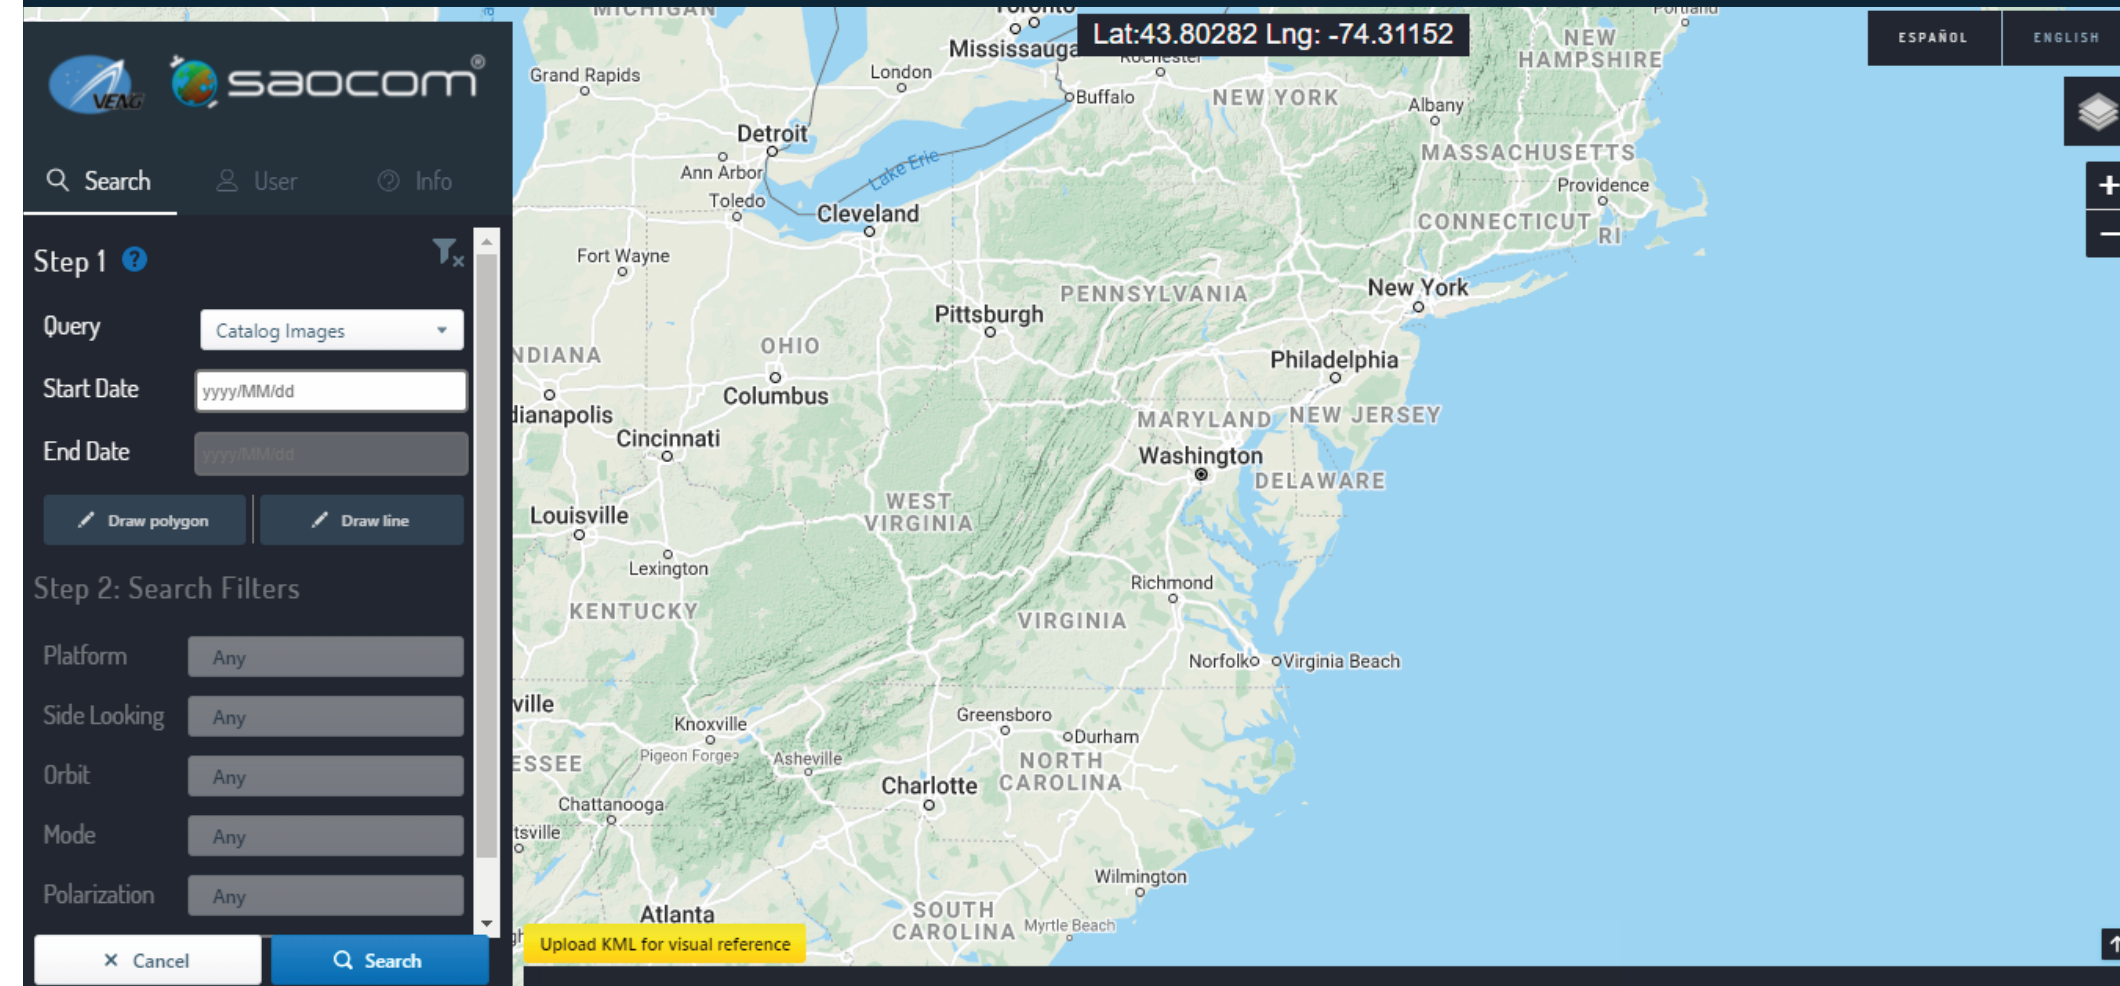 MICHIGAN
Toronto
Portland
Lat:43.80282 Lng: -74.31152
ESPAÑOL
ENGLISH
VENG
saocom®
Mississauga
NEW
HAMPSHIRE
Grand Rapids
London
Rochester
Buffalo
NEW YORK
Albany
Detroit
MASSACHUSETTS
Ann Arbor
Lake Erie
Search
User
Info
Providence
Toledo
Cleveland
CONNECTICUT
RI
Step 1 ?
Fort Wayne
PENNSYLVANIA
New York
Pittsburgh
Query
Catalog Images
OHIO
NDIANA
Philadelphia
Start Date
yyyy/MM/dd
Columbus
dianapolis
MARYLAND
NEW JERSEY
Cincinnati
End Date
yyyy/MM/dd
Washington
DELAWARE
WEST
VIRGINIA
Draw polygon
Draw line
Louisville
Lexington
Richmond
Step 2: Search Filters
KENTUCKY
VIRGINIA
Platform
Any
Norfolk
Virginia Beach
Side Looking
Any
ville
Knoxville
Greensboro
Durham
Pigeon Forge
Asheville
ESSEE
NORTH
CAROLINA
Orbit
Any
Charlotte
Chattanooga
Mode
Any
tsville
Wilmington
Polarization
Any
Atlanta
SOUTH
CAROLINA
Myrtle Beach
Upload KML for visual reference
× Cancel
Search